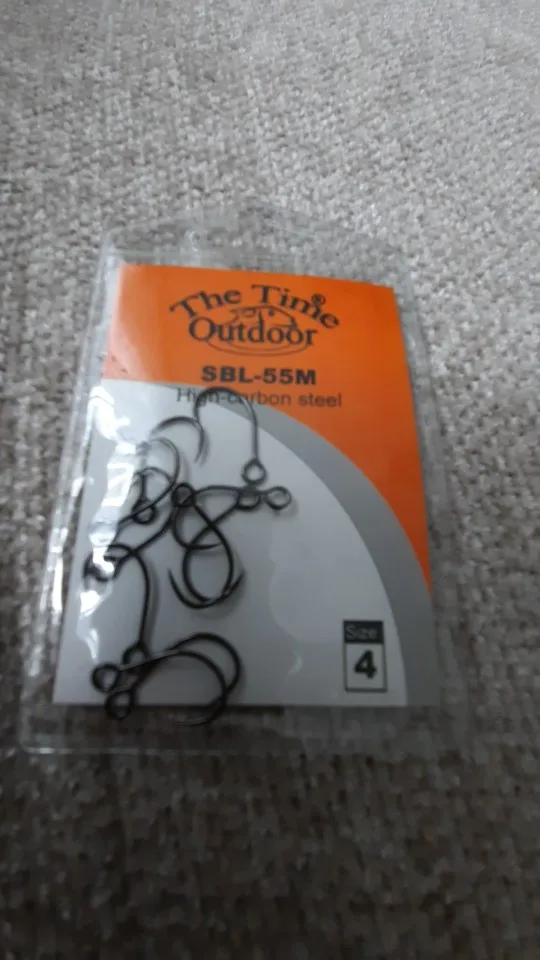 The Time®
Outdoor
SBL-55M
High-carbon steel
Size
4